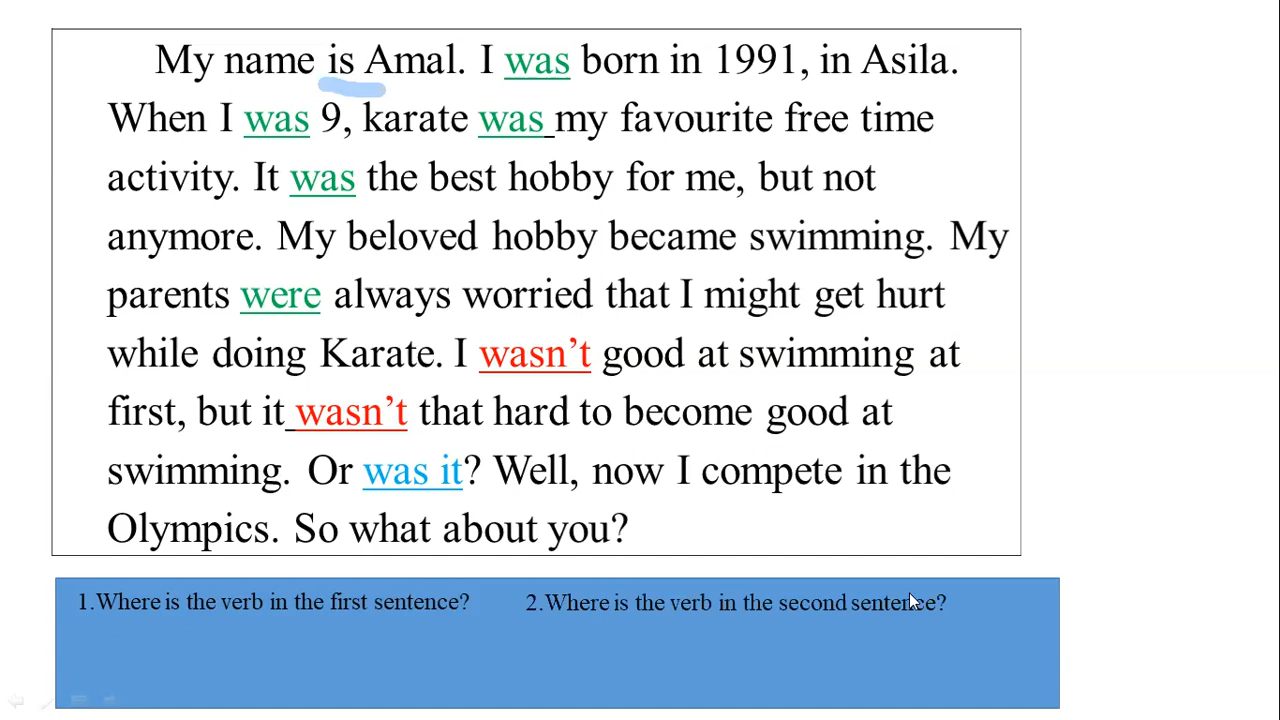 My name is Amal. I was born in 1991, in Asila.
When I was 9, karate was my favourite free time
activity. It was the best hobby for me, but not
anymore. My beloved hobby became swimming. My
parents were always worried that I might get hurt
while doing Karate. I wasn’t good at swimming at
first, but it wasn’t that hard to become good at
swimming. Or was it? Well, now I compete in the
Olympics. So what about you?
1.Where is the verb in the first sentence? 2.Where is the verb in the second sentence?